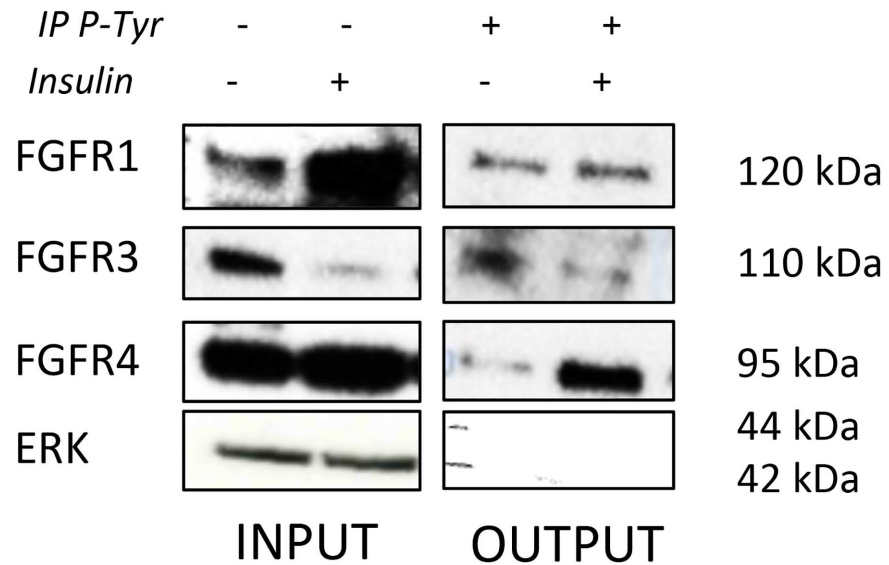 IP P-Tyr - - + +
Insulin - + - +
FGFR1 120 kDa
FGFR3 110 kDa
FGFR4 95 kDa
ERK 44 kDa
42 kDa
INPUT OUTPUT